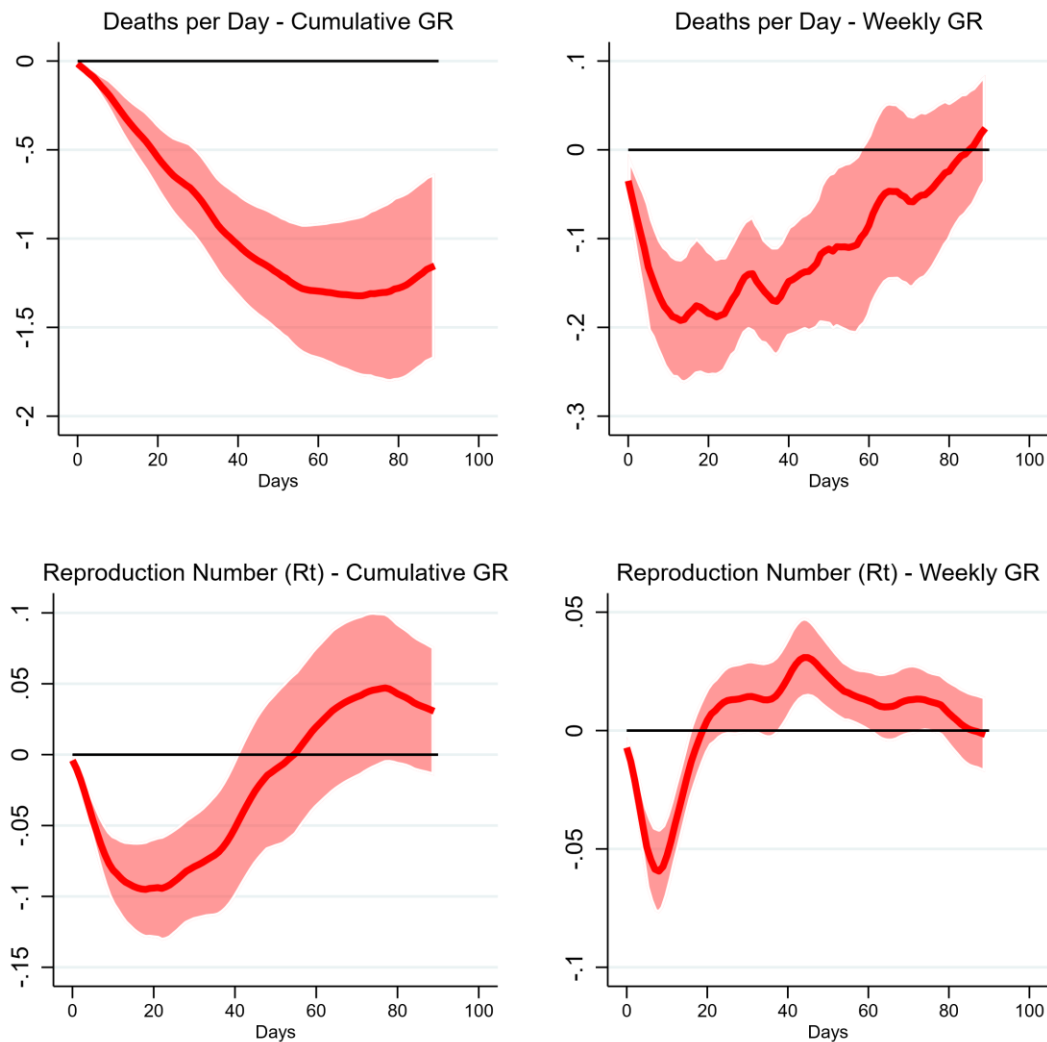 Deaths per Day - Cumulative GR
0
-.5
-1
-1.5
-2
0 20 40 60 80 100
Days
Deaths per Day - Weekly GR
.1
0
-.1
-.2
-.3
0 20 40 60 80 100
Days
Reproduction Number (Rt) - Cumulative GR
.1
.05
0
-.05
-.1
-.15
0 20 40 60 80 100
Days
Reproduction Number (Rt) - Weekly GR
.05
0
-.05
-.1
0 20 40 60 80 100
Days